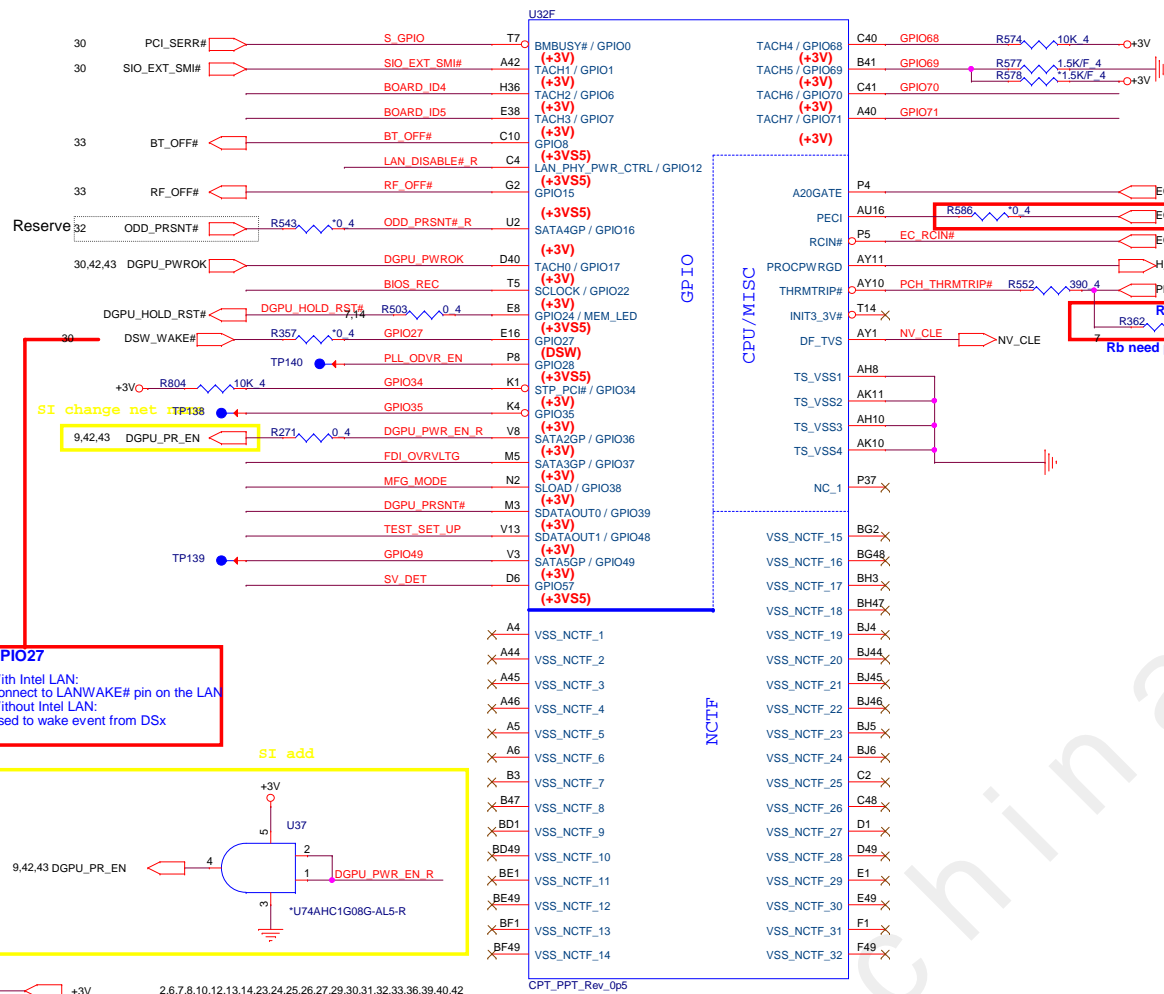 U32F
30 PCI_SERR# S_GPIO T7 BMBUSY# / GPIO0 TACH4 / GPIO68 C40 GPIO68 R574 10K_4 +3V
(+3V) (+3V)
30 SIO_EXT_SMI# SIO_EXT_SMI# A42 TACH1 / GPIO1 TACH5 / GPIO69 B41 GPIO69 R577 1.5K/F_4
(+3V) (+3V) R578 *1.5K/F_4 +3V
BOARD_ID4 H36 TACH2 / GPIO6 TACH6 / GPIO70 C41 GPIO70
(+3V) (+3V)
BOARD_ID5 E38 TACH3 / GPIO7 TACH7 / GPIO71 A40 GPIO71
(+3V) (+3V)
33 BT_OFF# BT_OFF# C10 GPIO8
(+3VS5)
LAN_DISABLE#_R C4 LAN_PHY_PWR_CTRL / GPIO12
(+3VS5)
33 RF_OFF# RF_OFF# G2 GPIO15 A20GATE P4
(+3VS5)
Reserve 32 ODD_PRSNT# R543 *0_4 ODD_PRSNT#_R U2 SATA4GP / GPIO16 PECI AU16 R586 *0_4
(+3V) RCIN# P5 EC_RCIN#
30,42,43 DGPU_PWROK DGPU_PWROK D40 TACH0 / GPIO17 PROCPWRGD AY11
(+3V)
BIOS_REC T5 SCLOCK / GPIO22 THRMTRIP# AY10 PCH_THRMTRIP# R552 390_4
(+3V)
DGPU_HOLD_RST# DGPU_HOLD_RST# 7,14 R503 0_4 E8 GPIO24 / MEM_LED INIT3_3V# T14 R362
(+3VS5)
30 DSW_WAKE# R357 *0_4 GPIO27 E16 GPIO27 DF_TVS AY1 NV_CLE NV_CLE 7
(DSW) Rb need
TP140 PLL_ODVR_EN P8 GPIO28
(+3VS5) TS_VSS1 AH8
+3V R804 10K_4 GPIO34 K1 STP_PCI# / GPIO34
(+3V) TS_VSS2 AK11
SI change net TP138 GPIO35 K4 GPIO35
(+3V) TS_VSS3 AH10
9,42,43 DGPU_PR_EN R271 0_4 DGPU_PWR_EN_R V8 SATA2GP / GPIO36
(+3V) TS_VSS4 AK10
FDI_OVRVLTG M5 SATA3GP / GPIO37
(+3V)
MFG_MODE N2 SLOAD / GPIO38 NC_1 P37
(+3V)
DGPU_PRSNT# M3 SDATAOUT0 / GPIO39
(+3V)
TEST_SET_UP V13 SDATAOUT1 / GPIO48 VSS_NCTF_15 BG2
(+3V)
TP139 GPIO49 V3 SATA5GP / GPIO49 VSS_NCTF_16 BG48
(+3V)
SV_DET D6 GPIO57 VSS_NCTF_17 BH3
(+3VS5)
GPIO
CPU/MISC
NCTF
VSS_NCTF_18 BH47
A4 VSS_NCTF_1 VSS_NCTF_19 BJ4
A44 VSS_NCTF_2 VSS_NCTF_20 BJ44
A45 VSS_NCTF_3 VSS_NCTF_21 BJ45
A46 VSS_NCTF_4 VSS_NCTF_22 BJ46
A5 VSS_NCTF_5 VSS_NCTF_23 BJ5
A6 VSS_NCTF_6 VSS_NCTF_24 BJ6
B3 VSS_NCTF_7 VSS_NCTF_25 C2
B47 VSS_NCTF_8 VSS_NCTF_26 C48
BD1 VSS_NCTF_9 VSS_NCTF_27 D1
BD49 VSS_NCTF_10 VSS_NCTF_28 D49
BE1 VSS_NCTF_11 VSS_NCTF_29 E1
BE49 VSS_NCTF_12 VSS_NCTF_30 E49
BF1 VSS_NCTF_13 VSS_NCTF_31 F1
BF49 VSS_NCTF_14 VSS_NCTF_32 F49
CPT_PPT_Rev_0p5
PIO27
ith Intel LAN:
onnect to LANWAKE# pin on the LAN
ithout Intel LAN:
sed to wake event from DSx
SI add
+3V
5 U37
9,42,43 DGPU_PR_EN 4 2
1 DGPU_PWR_EN_R
3 *U74AHC1G08G-AL5-R
+3V 2,6,7,8,10,12,13,14,23,24,25,26,27,29,30,31,32,33,36,39,40,42
china